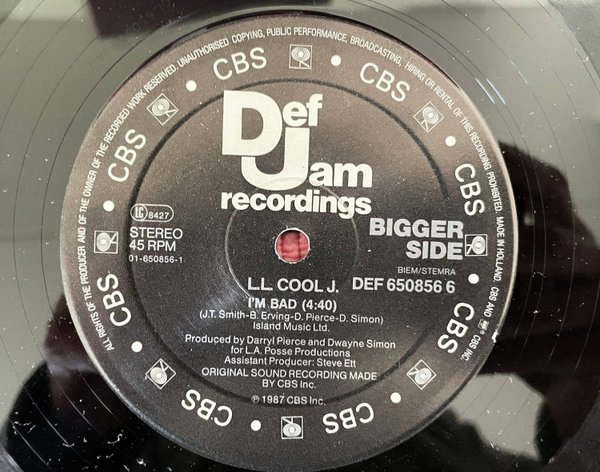 ALL RIGHTS OF THE PRODUCER AND OF THE OWNER OF THE RECORDED WORK RESERVED. UNAUTHORISED COPYING, PUBLIC PERFORMANCE, BROADCASTING, HIRING OR RENTAL OF THIS RECORD PROHIBITED. MADE IN HOLLAND. CBS AND ARE ® CBS INC.
CBS
CBS
CBS
CBS
CBS
CBS
CBS
CBS
CBS
CBS
Def
Jam
recordings
LC 8427
STEREO
45 RPM
01-650856-1
BIGGER
SIDE
BIEM/STEMRA
L.L. COOL J. DEF 650856 6
I'M BAD (4:40)
(J.T. Smith-B. Erving-D. Pierce-D. Simon)
Island Music Ltd.
Produced by Darryl Pierce and Dwayne Simon
for L.A. Posse Productions
Assistant Producer: Steve Ett
ORIGINAL SOUND RECORDING MADE
BY CBS Inc.
℗ 1987 CBS Inc.